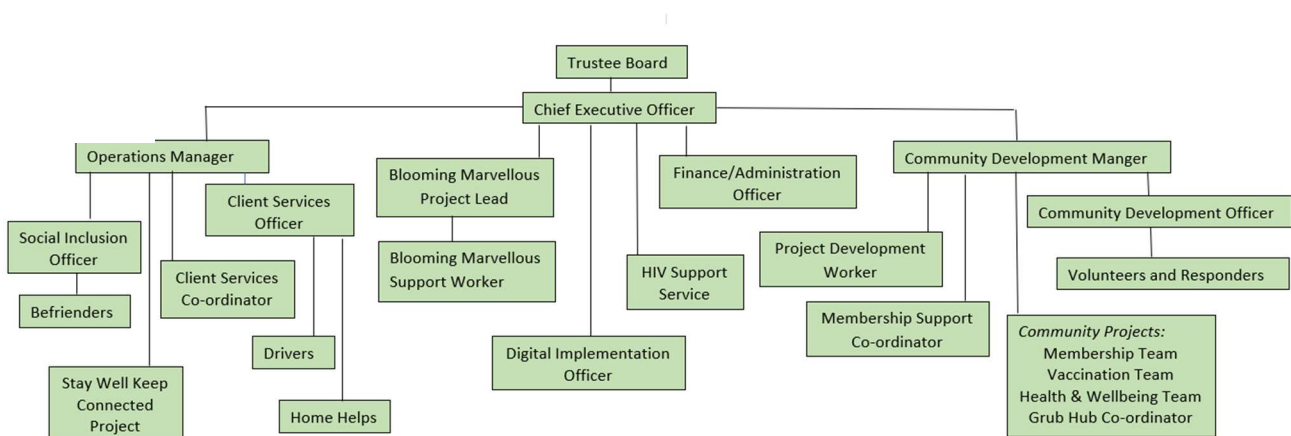 Trustee Board
Chief Executive Officer
Operations Manager
Community Development Manger
Blooming Marvellous
Project Lead
Finance/Administration
Officer
Client Services
Officer
Community Development Officer
Social Inclusion
Officer
Blooming Marvellous
Support Worker
Project Development
Worker
HIV Support
Service
Client Services
Co-ordinator
Volunteers and Responders
Befrienders
Membership Support
Co-ordinator
Community Projects:
Membership Team
Vaccination Team
Health & Wellbeing Team
Grub Hub Co-ordinator
Drivers
Digital Implementation
Officer
Stay Well Keep
Connected
Project
Home Helps